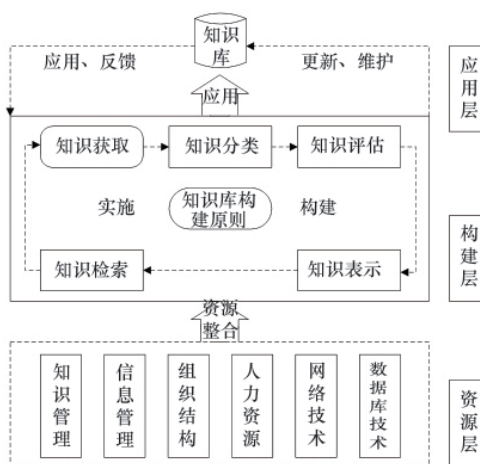 知识
库
应用、反馈
更新、维护
应用
应用层
知识获取
知识分类
知识评估
实施
知识库构
建原则
构建
知识检索
知识表示
构建层
资源
整合
知识管理
信息管理
组织结构
人力资源
网络技术
数据库技术
资源层